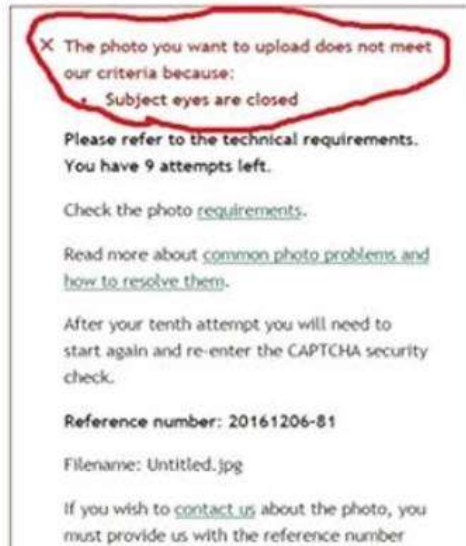 X The photo you want to upload does not meet
our criteria because:
• Subject eyes are closed
Please refer to the technical requirements.
You have 9 attempts left.
Check the photo requirements.
Read more about common photo problems and
how to resolve them.
After your tenth attempt you will need to
start again and re-enter the CAPTCHA security
check.
Reference number: 20161206-81
Filename: Untitled.jpg
If you wish to contact us about the photo, you
must provide us with the reference number